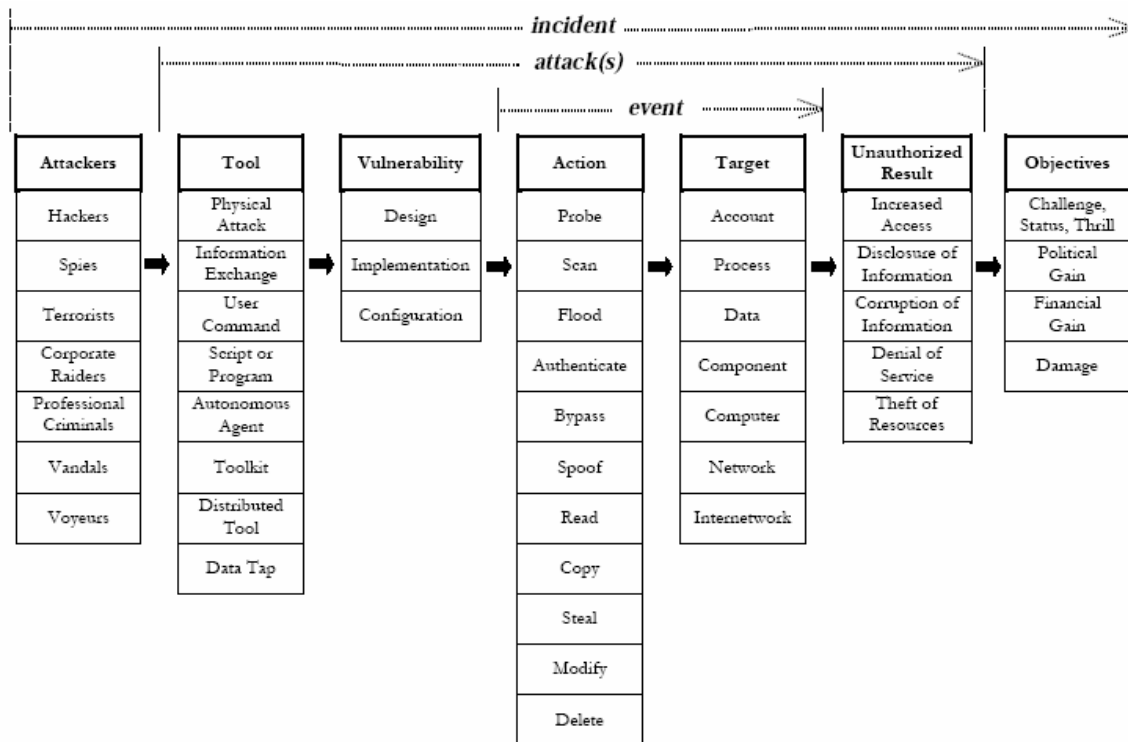 incident
attack(s)
event
Attackers
Hackers
Spies
Terrorists
Corporate
Raiders
Professional
Criminals
Vandals
Voyeurs
Tool
Physical
Attack
Information
Exchange
User
Command
Script or
Program
Autonomous
Agent
Toolkit
Distributed
Tool
Data Tap
Vulnerability
Design
Implementation
Configuration
Action
Probe
Scan
Flood
Authenticate
Bypass
Spoof
Read
Copy
Steal
Modify
Delete
Target
Account
Process
Data
Component
Computer
Network
Internetwork
Unauthorized
Result
Increased
Access
Disclosure of
Information
Corruption of
Information
Denial of
Service
Theft of
Resources
Objectives
Challenge,
Status, Thrill
Political
Gain
Financial
Gain
Damage